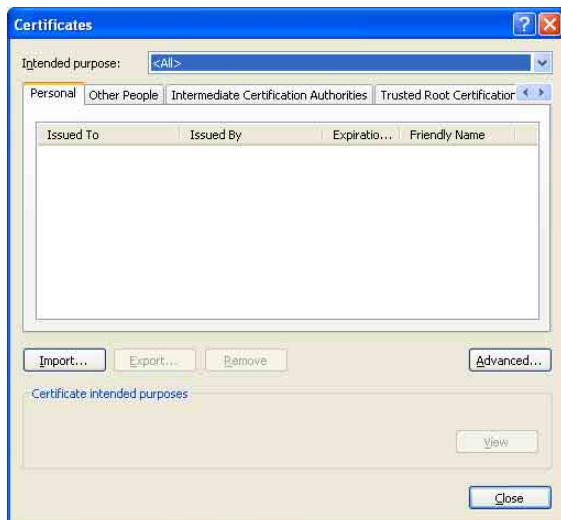 Certificates
Intended purpose: <All>
Personal Other People Intermediate Certification Authorities Trusted Root Certification
Issued To Issued By Expiratio... Friendly Name
Import... Export... Remove Advanced...
Certificate intended purposes
View
Close